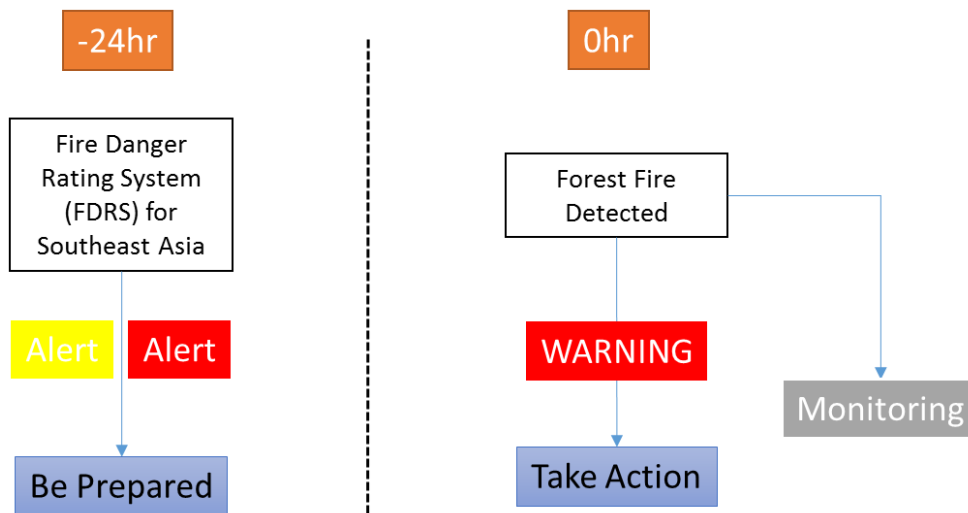 -24hr
Fire Danger
Rating System
(FDRS) for
Southeast Asia
Alert
Alert
Be Prepared
0hr
Forest Fire
Detected
WARNING
Monitoring
Take Action